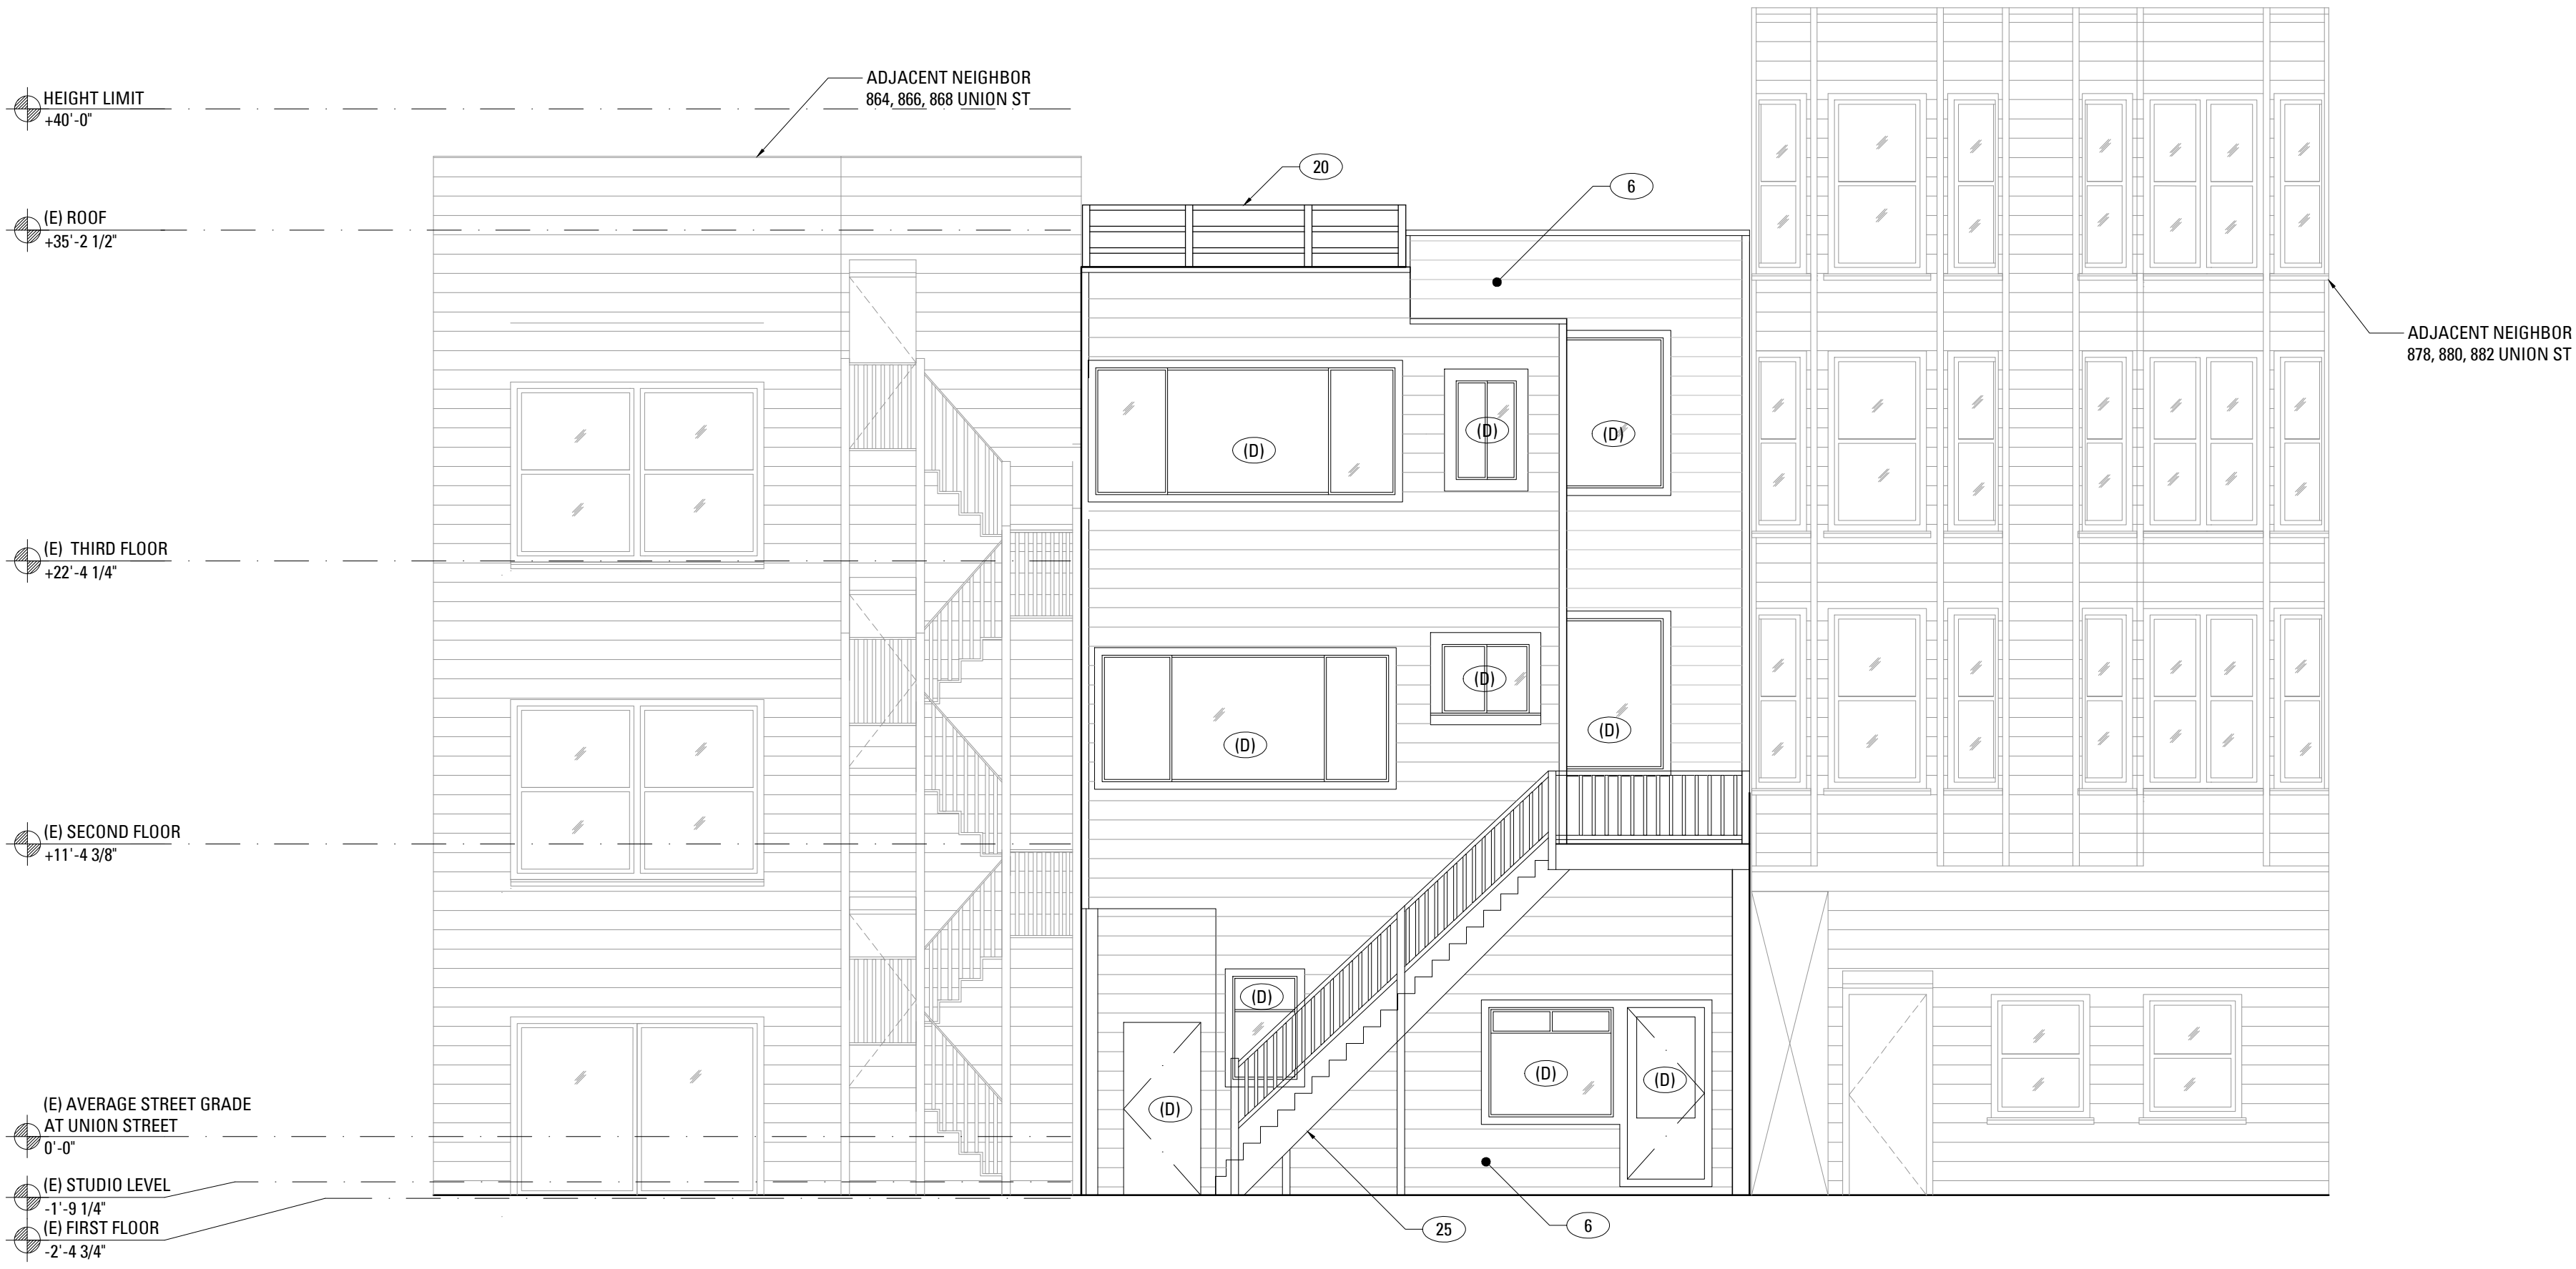 HEIGHT LIMIT
+40'-0"
ADJACENT NEIGHBOR
864, 866, 868 UNION ST
20
6
(E) ROOF
+35'-2 1/2"
ADJACENT NEIGHBOR
878, 880, 882 UNION ST
(D)
(D)
(D)
(E) THIRD FLOOR
+22'-4 1/4"
(D)
(D)
(D)
(E) SECOND FLOOR
+11'-4 3/8"
(D)
(D)
(D)
(D)
(E) AVERAGE STREET GRADE
AT UNION STREET
0'-0"
(E) STUDIO LEVEL
-1'-9 1/4"
(E) FIRST FLOOR
-2'-4 3/4"
25
6